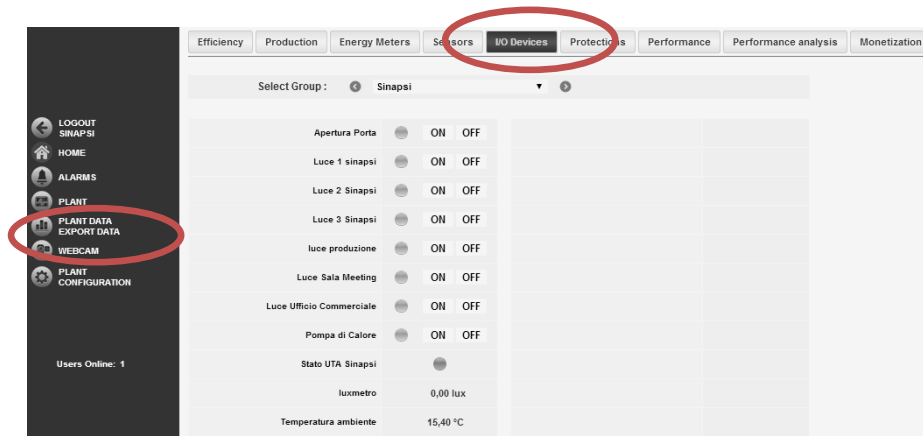 Efficiency Production Energy Meters Sensors I/O Devices Protections Performance Performance analysis Monetization
Select Group : Sinapsi
LOGOUT
SINAPSI
HOME
ALARMS
PLANT
PLANT DATA
EXPORT DATA
WEBCAM
PLANT
CONFIGURATION
Users Online: 1
Apertura Porta ON OFF
Luce 1 sinapsi ON OFF
Luce 2 Sinapsi ON OFF
Luce 3 Sinapsi ON OFF
luce produzione ON OFF
Luce Sala Meeting ON OFF
Luce Ufficio Commerciale ON OFF
Pompa di Calore ON OFF
Stato UTA Sinapsi
luxmetro 0,00 lux
Temperatura ambiente 15,40 °C